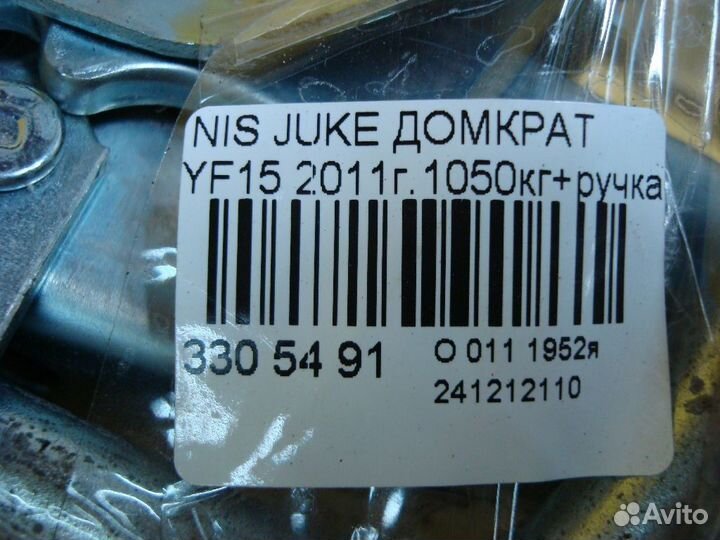 NIS JUKE ДОМКРАТ
YF15 2011г.1050кг+ручка
330 54 91
О 011 1952я
241212110
Avito